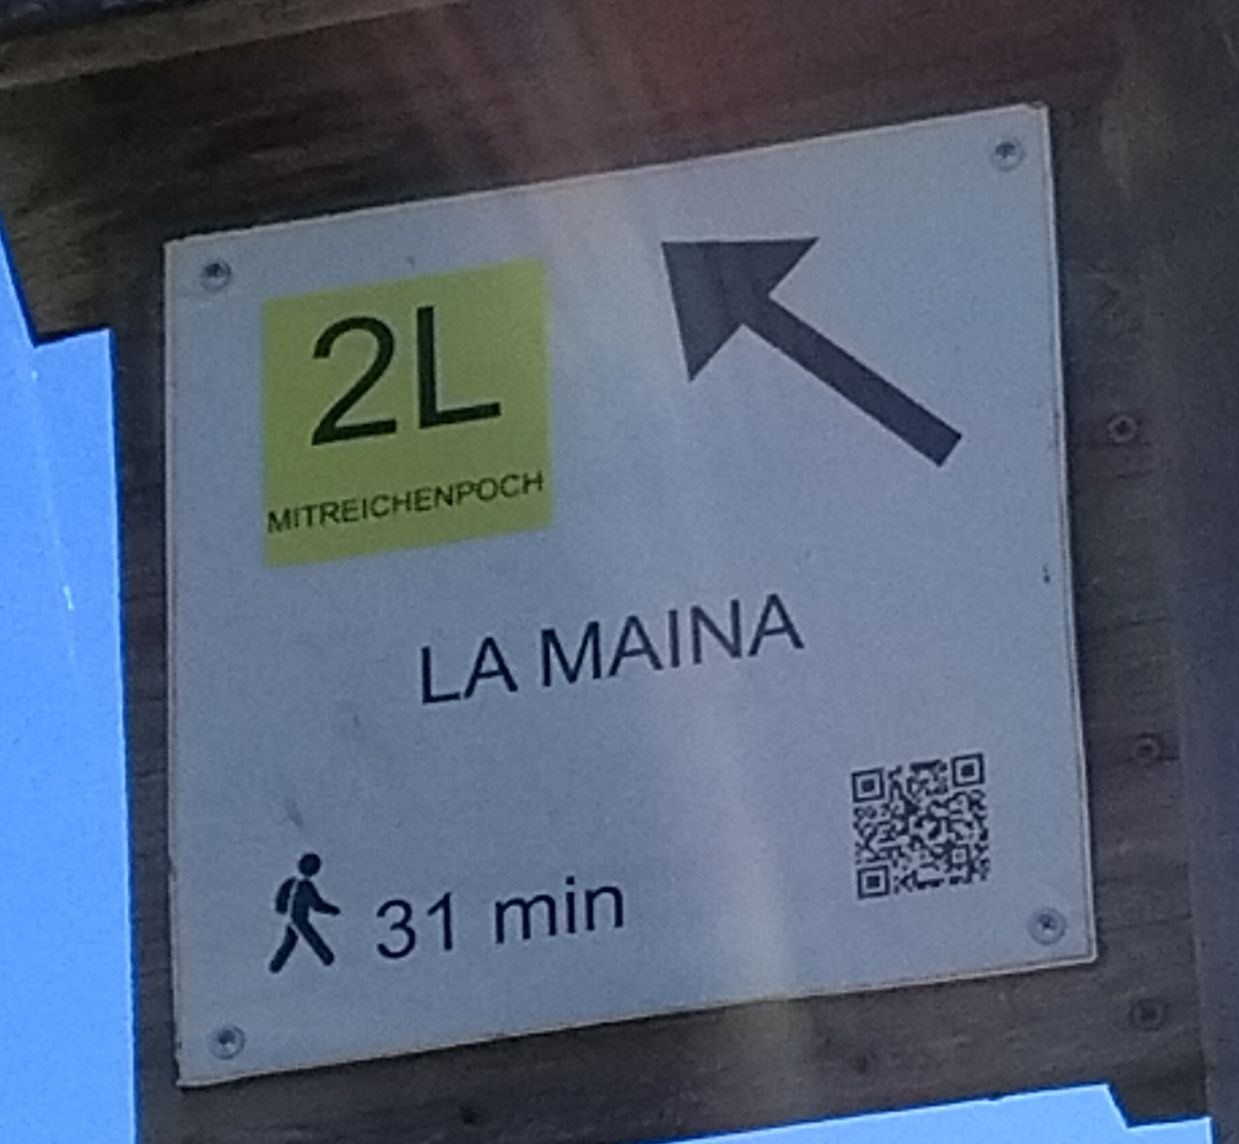 2L
MITREICHENPOCH
LA MAINA
31 min